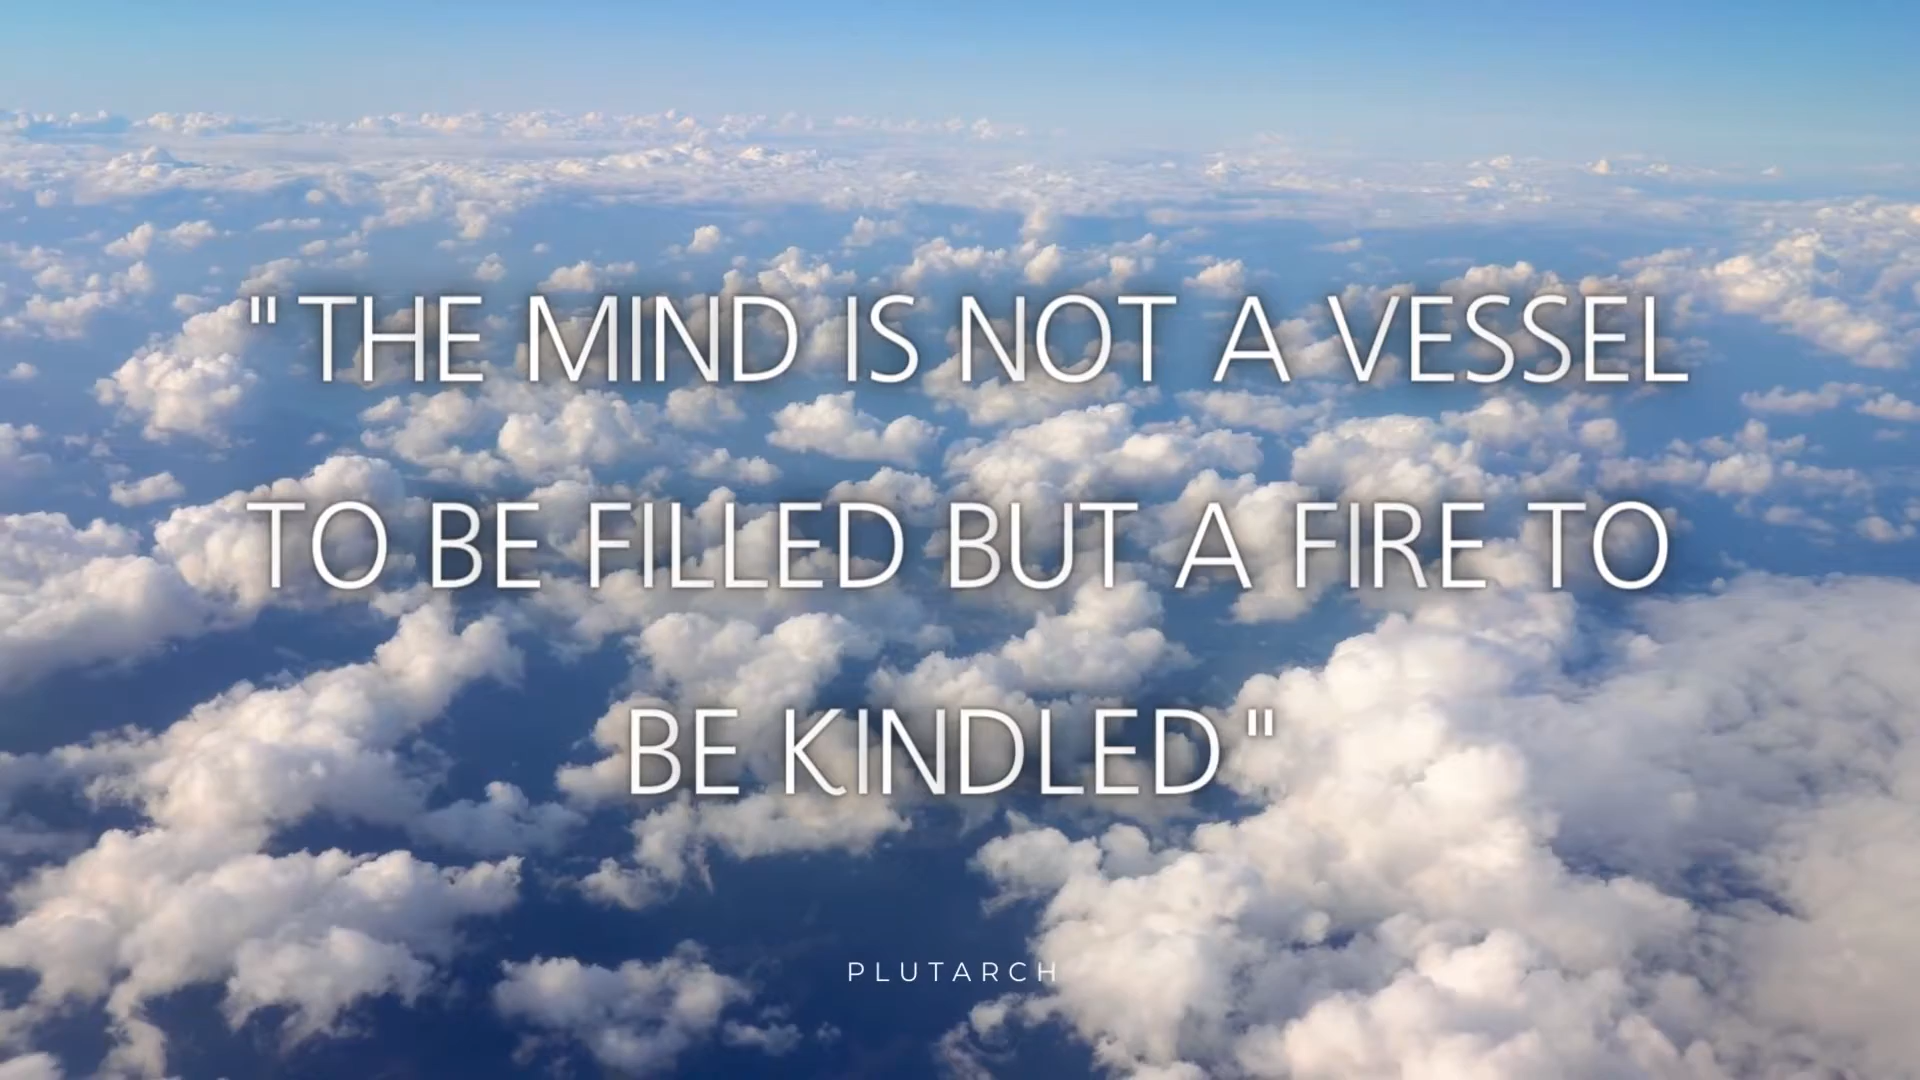 "THE MIND IS NOT A VESSEL
TO BE FILLED BUT A FIRE TO
BE KINDLED"
PLUTARCH